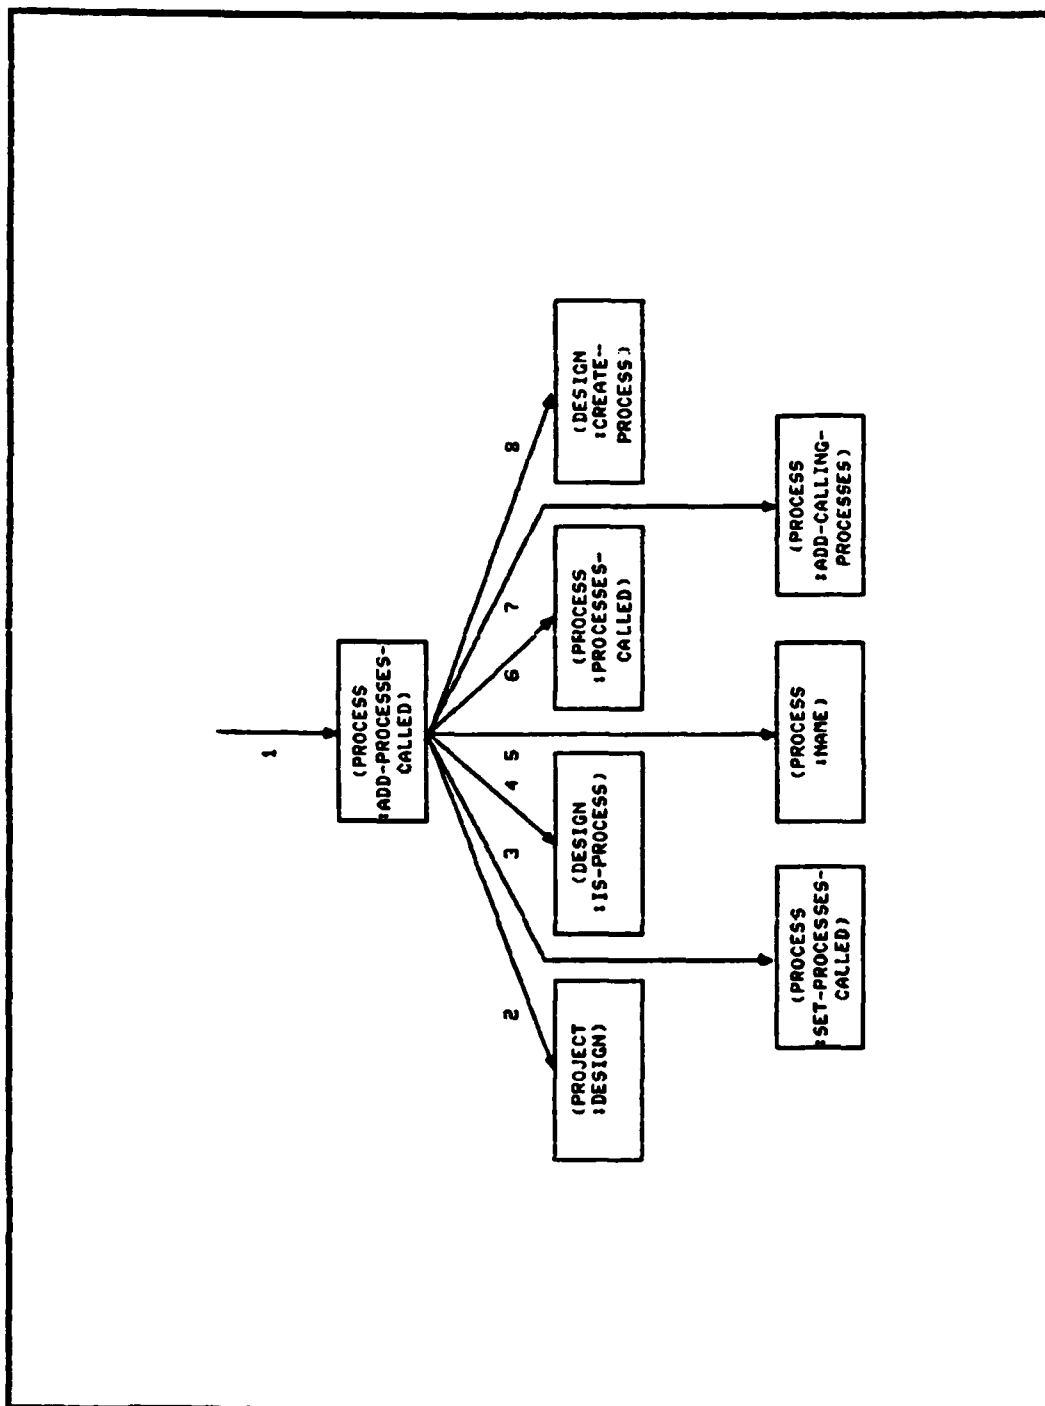 1
(PROCESS
:ADD-PROCESSES-
CALLED)
2
3
4
5
6
7
8
(PROJECT
:DESIGN)
(DESIGN
:IS-PROCESS)
(PROCESS
:PROCESSES-
CALLED)
(DESIGN
:CREATE--
PROCESS)
(PROCESS
:SET-PROCESSES-
CALLED)
(PROCESS
:NAME)
(PROCESS
:ADD-CALLING-
PROCESSES)